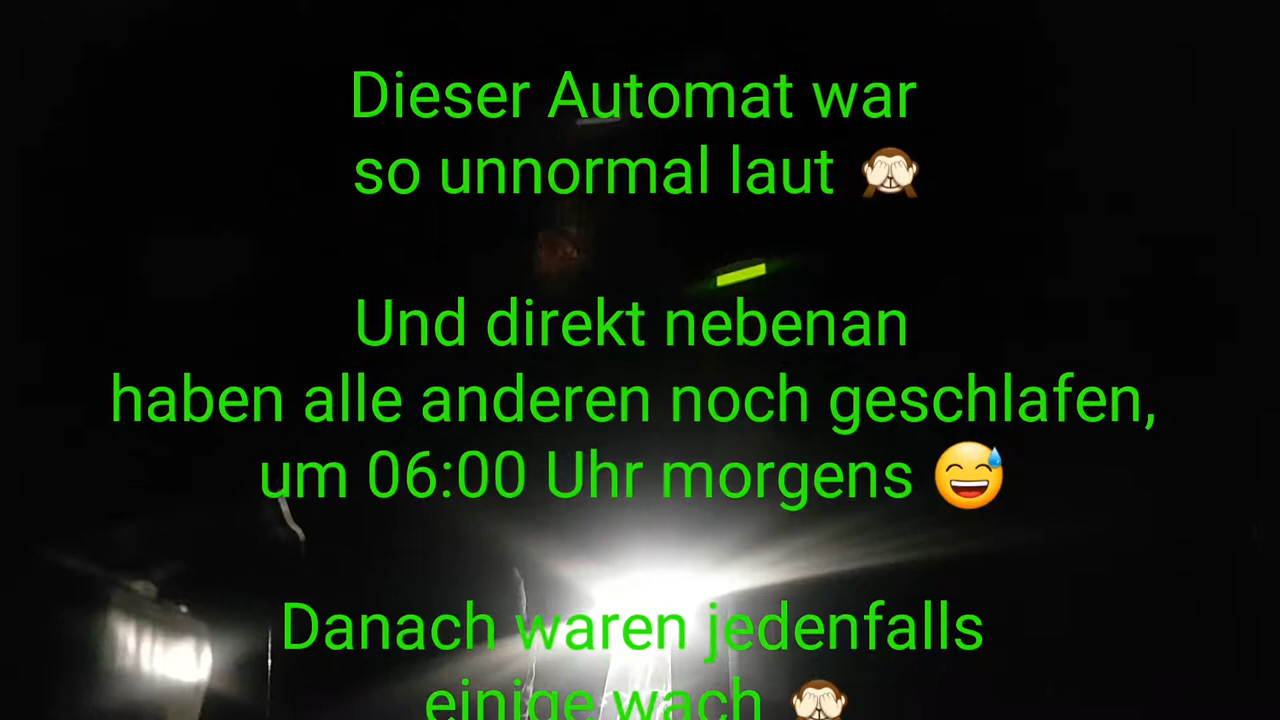 Dieser Automat war
so unnormal laut 🙈
Und direkt nebenan
haben alle anderen noch geschlafen,
um 06:00 Uhr morgens 😅
Danach waren jedenfalls
einige wach 🙈